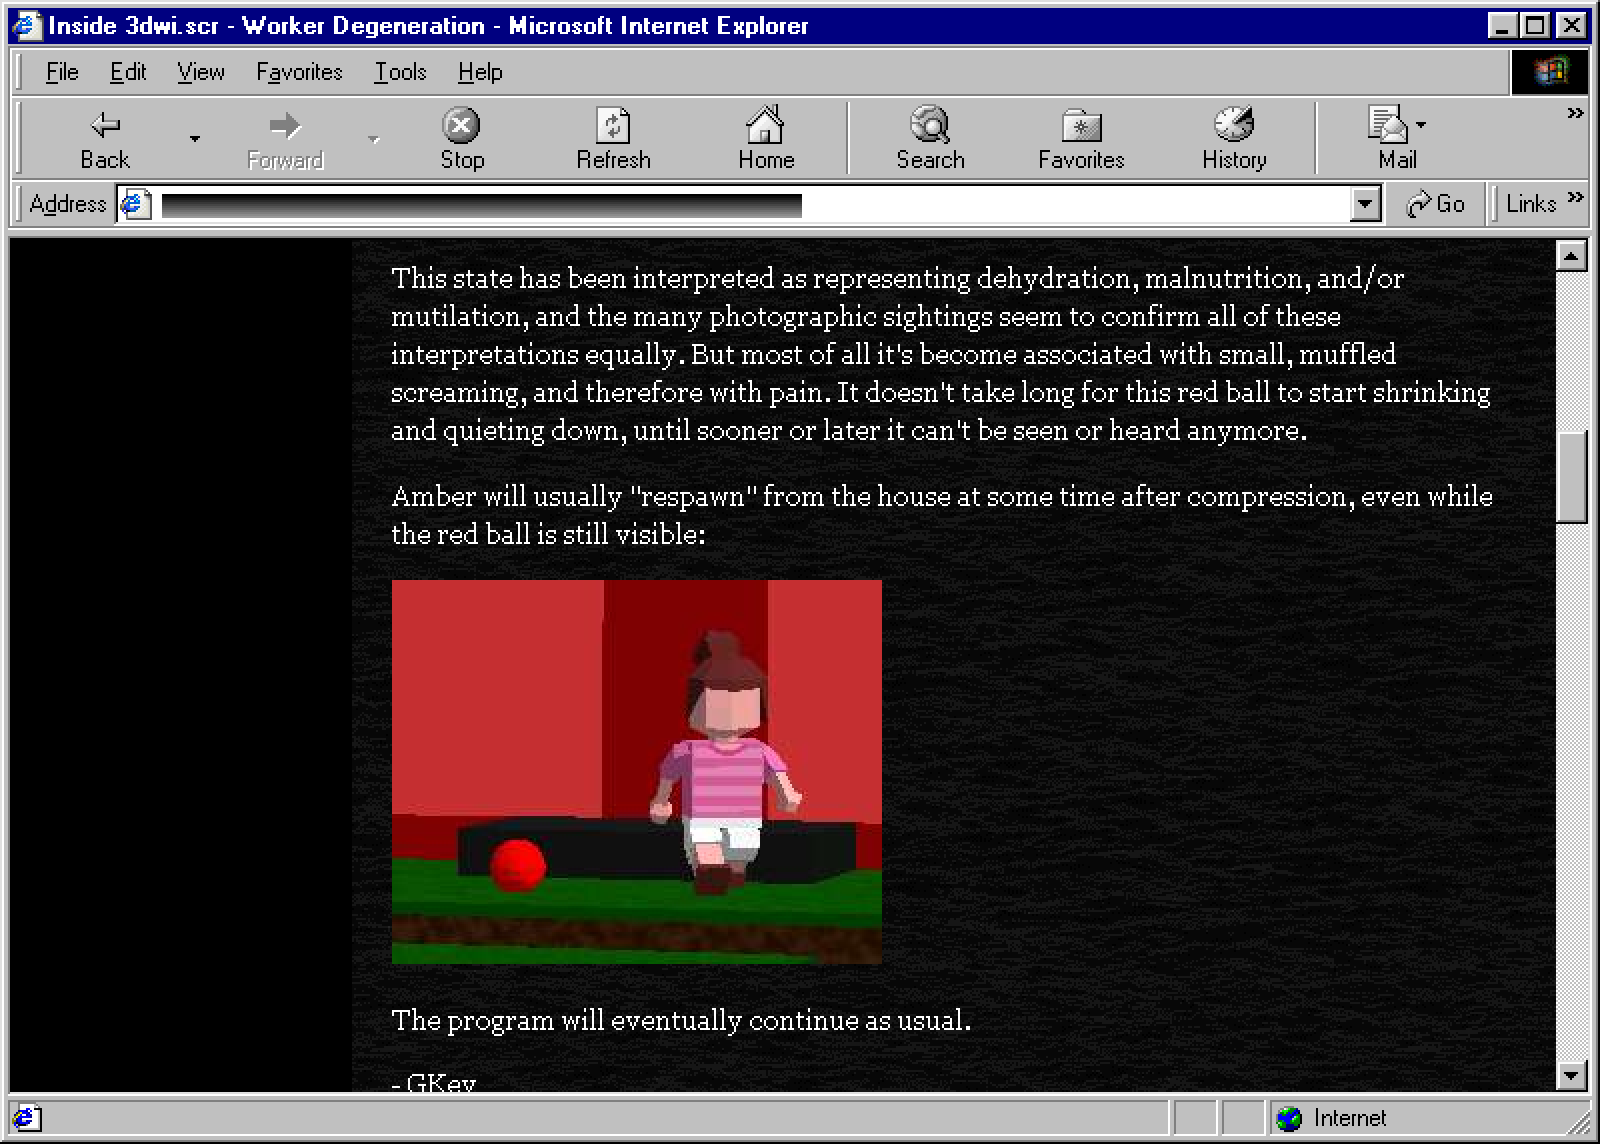 Inside 3dwi.scr - Worker Degeneration - Microsoft Internet Explorer
File Edit View Favorites Tools Help
Back Forward Stop Refresh Home Search Favorites History Mail
Address Go Links
This state has been interpreted as representing dehydration, malnutrition, and/or
mutilation, and the many photographic sightings seem to confirm all of these
interpretations equally. But most of all it's become associated with small, muffled
screaming, and therefore with pain. It doesn't take long for this red ball to start shrinking
and quieting down, until sooner or later it can't be seen or heard anymore.
Amber will usually "respawn" from the house at some time after compression, even while
the red ball is still visible:
The program will eventually continue as usual.
- GKey
Internet